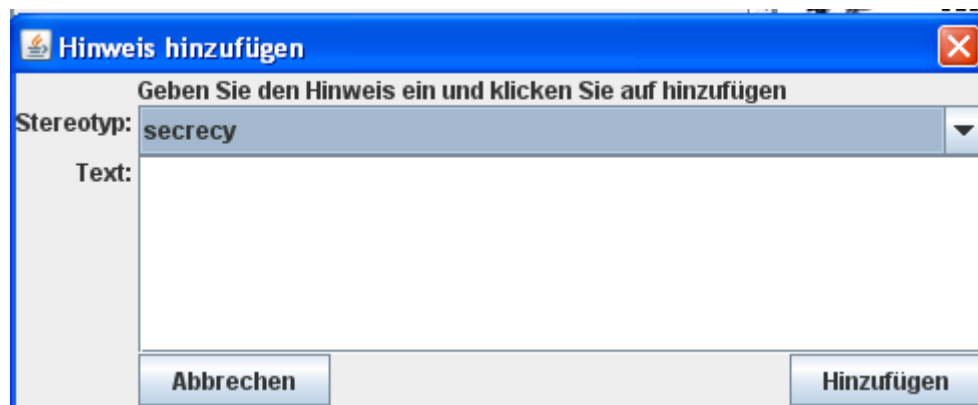 Hinweis hinzufügen
Geben Sie den Hinweis ein und klicken Sie auf hinzufügen
Stereotyp: secrecy
Text:
Abbrechen Hinzufügen